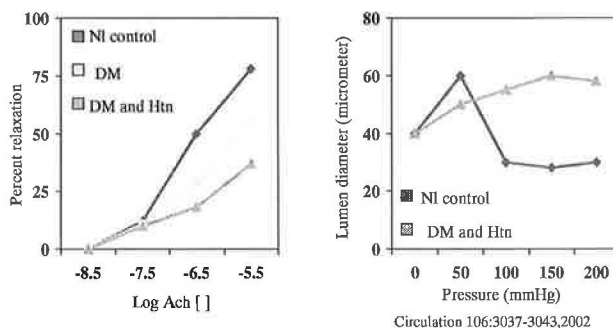 Percent relaxation
100
75
50
25
0
Nl control
DM
DM and Htn
-8.5 -7.5 -6.5 -5.5
Log Ach [ ]
Lumen diameter (micrometer)
80
60
40
20
0
Nl control
DM and Htn
0 50 100 150 200
Pressure (mmHg)
Circulation 106:3037-3043,2002